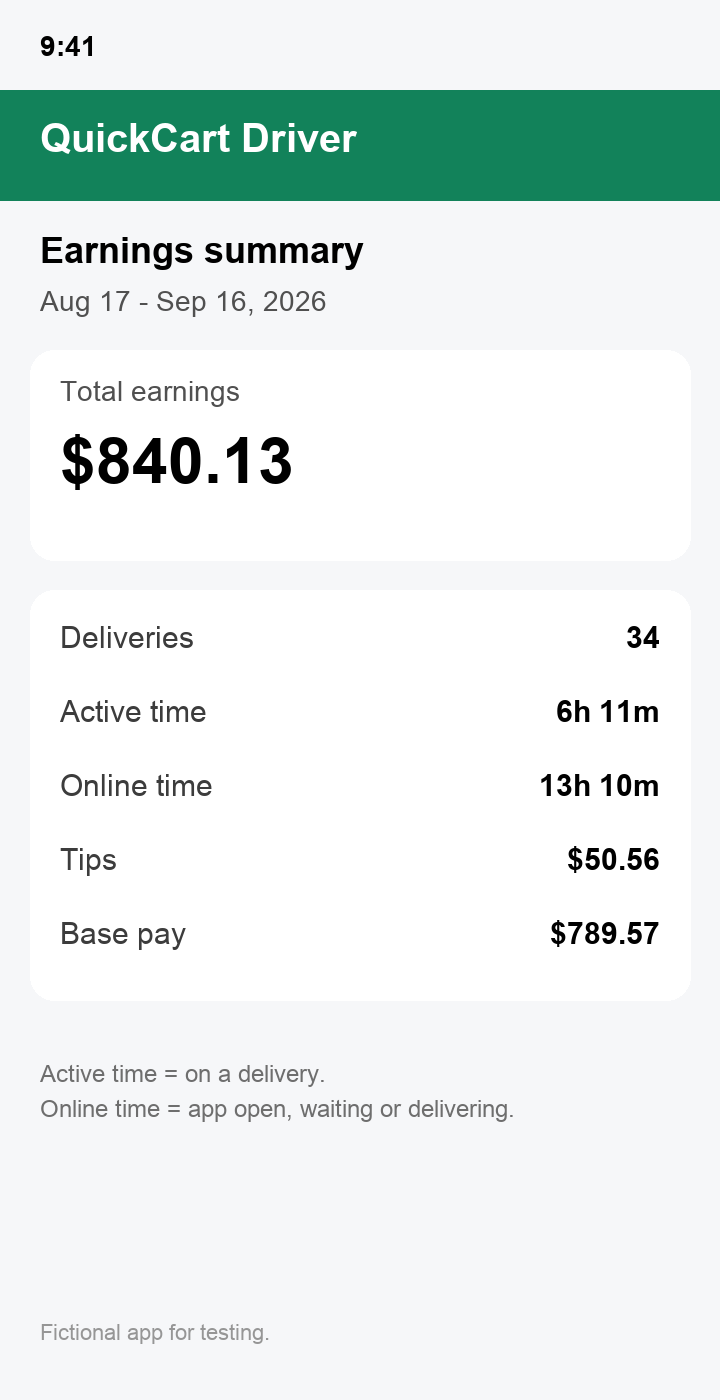 9:41
QuickCart Driver
Earnings summary
Aug 17 - Sep 16, 2026
Total earnings
$840.13
Deliveries 34
Active time 6h 11m
Online time 13h 10m
Tips $50.56
Base pay $789.57
Active time = on a delivery.
Online time = app open, waiting or delivering.
Fictional app for testing.